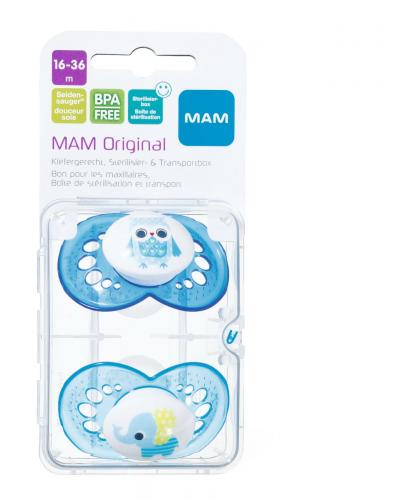 16-36
m
Seiden-
sauger®
douceur
soie
BPA
FREE
Sterilisier-
box
Boîte de
stérilisation
MAM
MAM Original
Kiefergerecht, Sterilisier- & Transportbox
Bon pour les maxillaires,
Boîte de stérilisation et transport